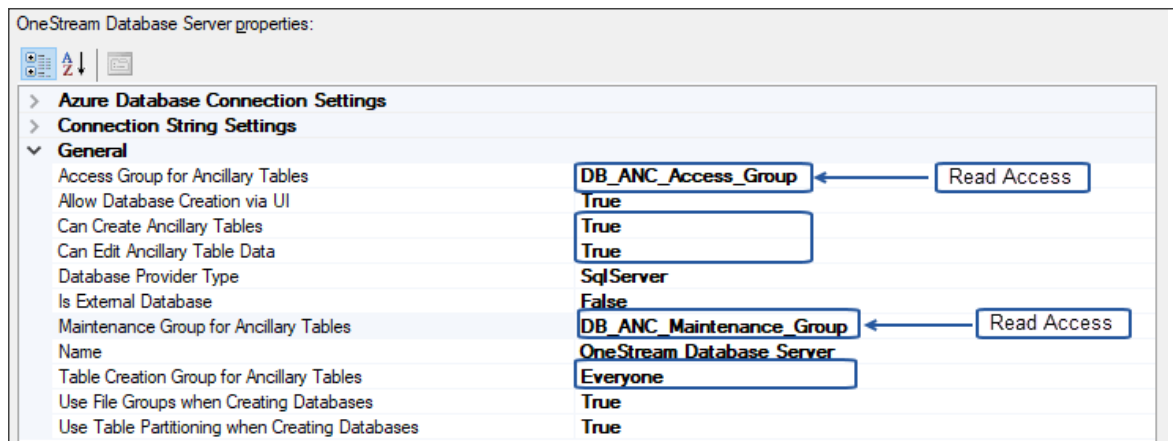 OneStream Database Server properties:
Azure Database Connection Settings
Connection String Settings
General
Access Group for Ancillary Tables DB_ANC_Access_Group Read Access
Allow Database Creation via UI True
Can Create Ancillary Tables True
Can Edit Ancillary Table Data True
Database Provider Type SqlServer
Is External Database False
Maintenance Group for Ancillary Tables DB_ANC_Maintenance_Group Read Access
Name OneStream Database Server
Table Creation Group for Ancillary Tables Everyone
Use File Groups when Creating Databases True
Use Table Partitioning when Creating Databases True